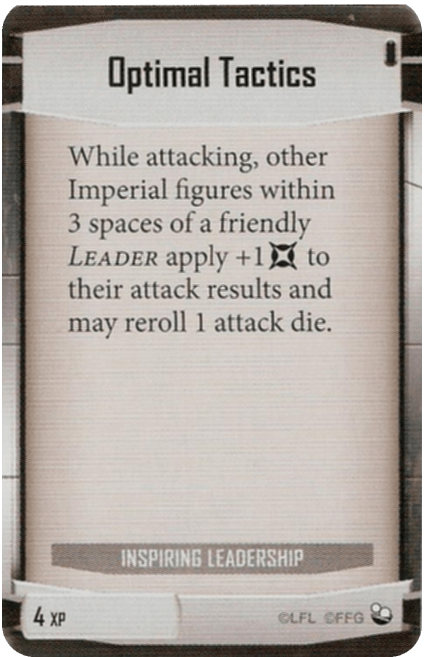 Optimal Tactics
While attacking, other
Imperial figures within
3 spaces of a friendly
LEADER apply +1 to
their attack results and
may reroll 1 attack die.
INSPIRING LEADERSHIP
4 XP
©LFL ©FFG